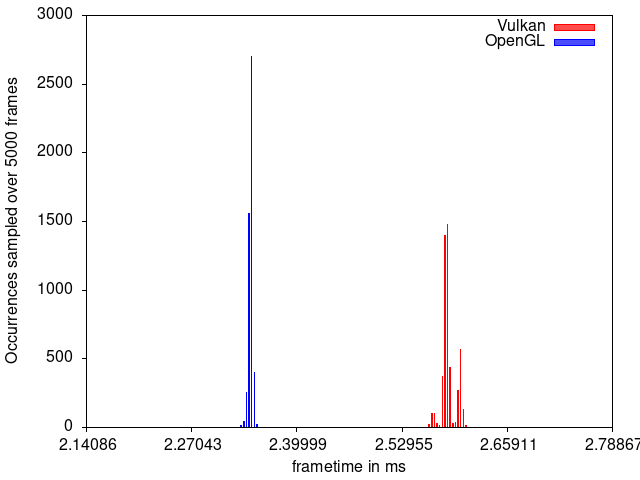 3000
2500
2000
1500
1000
500
0
Occurrences sampled over 5000 frames
Vulkan
OpenGL
2.14086 2.27043 2.39999 2.52955 2.65911 2.78867
frametime in ms